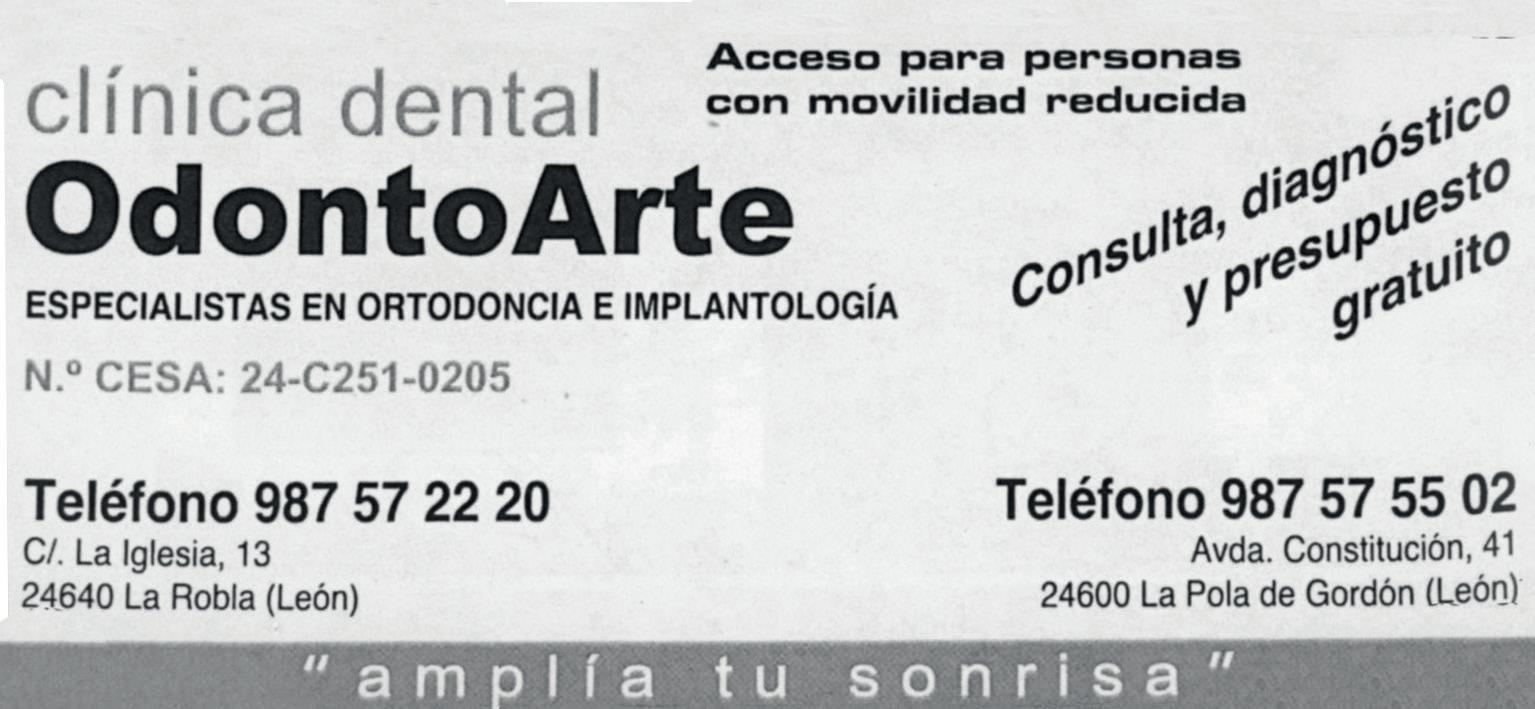 clínica dental
OdontoArte
ESPECIALISTAS EN ORTODONCIA E IMPLANTOLOGÍA
N.º CESA: 24-C251-0205
Acceso para personas
con movilidad reducida
Consulta, diagnóstico
y presupuesto
gratuito
Teléfono 987 57 22 20
C/. La Iglesia, 13
24640 La Robla (León)
Teléfono 987 57 55 02
Avda. Constitución, 41
24600 La Pola de Gordón (León)
"amplía tu sonrisa"